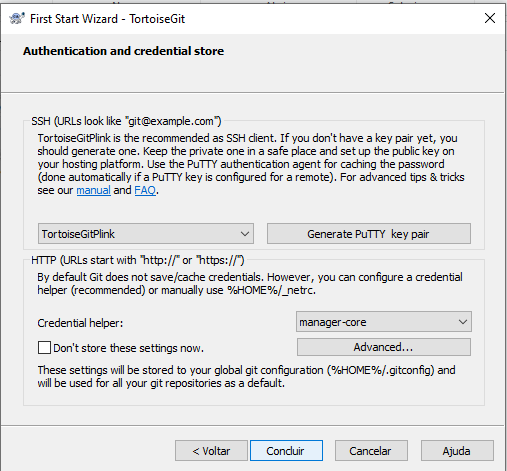 First Start Wizard - TortoiseGit
Authentication and credential store
SSH (URLs look like "git@example.com")
TortoiseGitPlink is the recommended as SSH client. If you don't have a key pair yet, you
should generate one. Keep the private one in a safe place and set up the public key on
your hosting platform. Use the PuTTY authentication agent for caching the password
(done automatically if a PuTTY key is configured for a remote). For advanced tips & tricks
see our manual and FAQ.
TortoiseGitPlink
Generate PuTTY key pair
HTTP (URLs start with "http://" or "https://")
By default Git does not save/cache credentials. However, you can configure a credential
helper (recommended) or manually use %HOME%/_netrc.
Credential helper:
manager-core
Don't store these settings now.
Advanced...
These settings will be stored to your global git configuration (%HOME%/.gitconfig) and
will be used for all your git repositories as a default.
< Voltar
Concluir
Cancelar
Ajuda